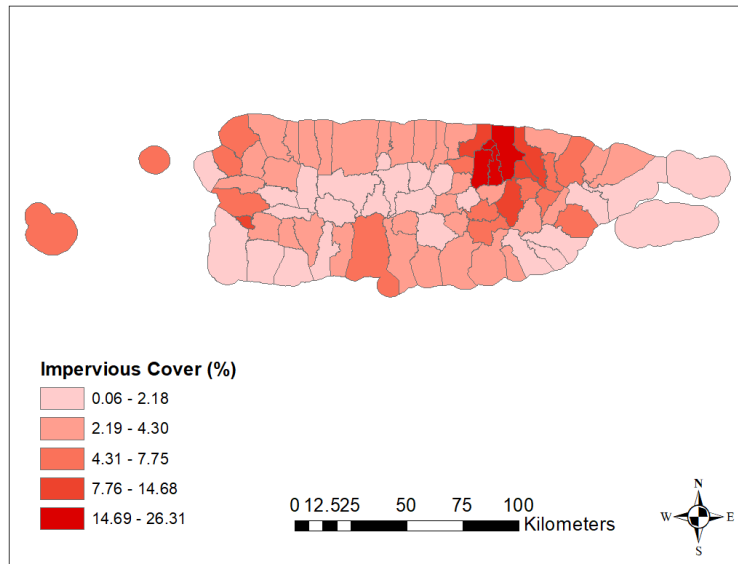 Impervious Cover (%)
0.06 - 2.18
2.19 - 4.30
4.31 - 7.75
7.76 - 14.68
14.69 - 26.31
0 12.525 50 75 100
Kilometers
N
W E
S